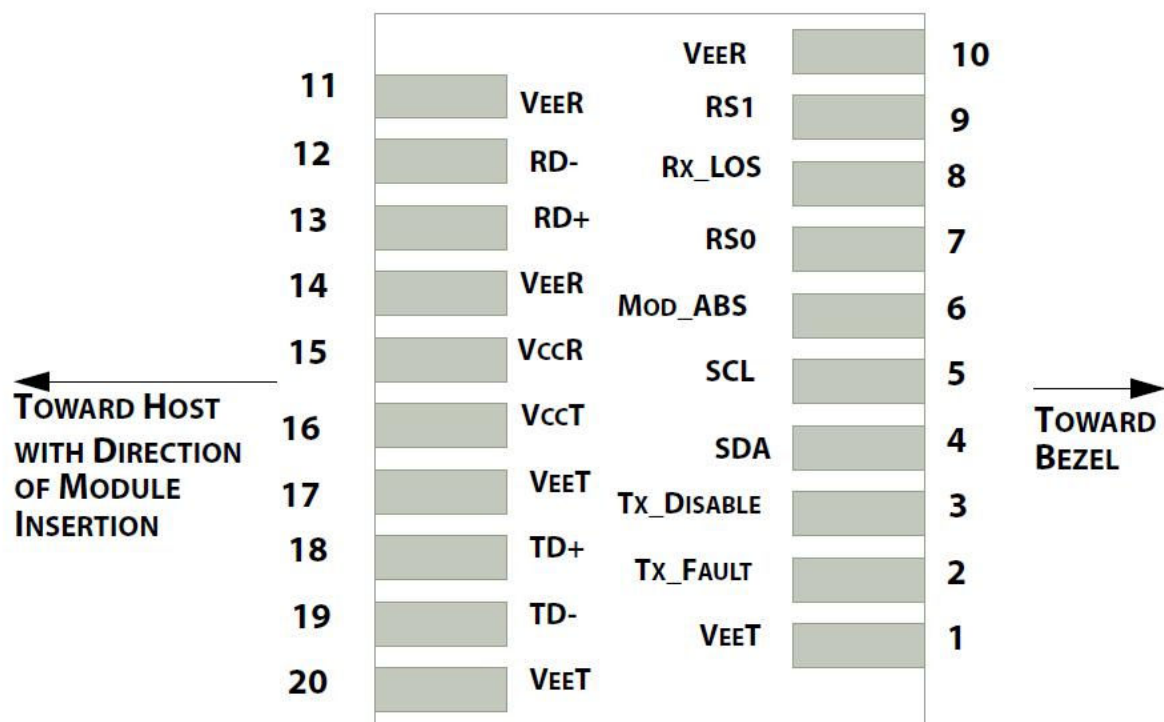 VEER 10
11 VEER
RS1 9
12 RD-
RX_LOS 8
13 RD+
RS0 7
14 VEER
MOD_ABS 6
15 VCCR
SCL 5
TOWARD HOST
WITH DIRECTION
OF MODULE
INSERTION
TOWARD
BEZEL
16 VCCT
SDA 4
17 VEET
TX_DISABLE 3
18 TD+
TX_FAULT 2
19 TD-
VEET 1
20 VEET